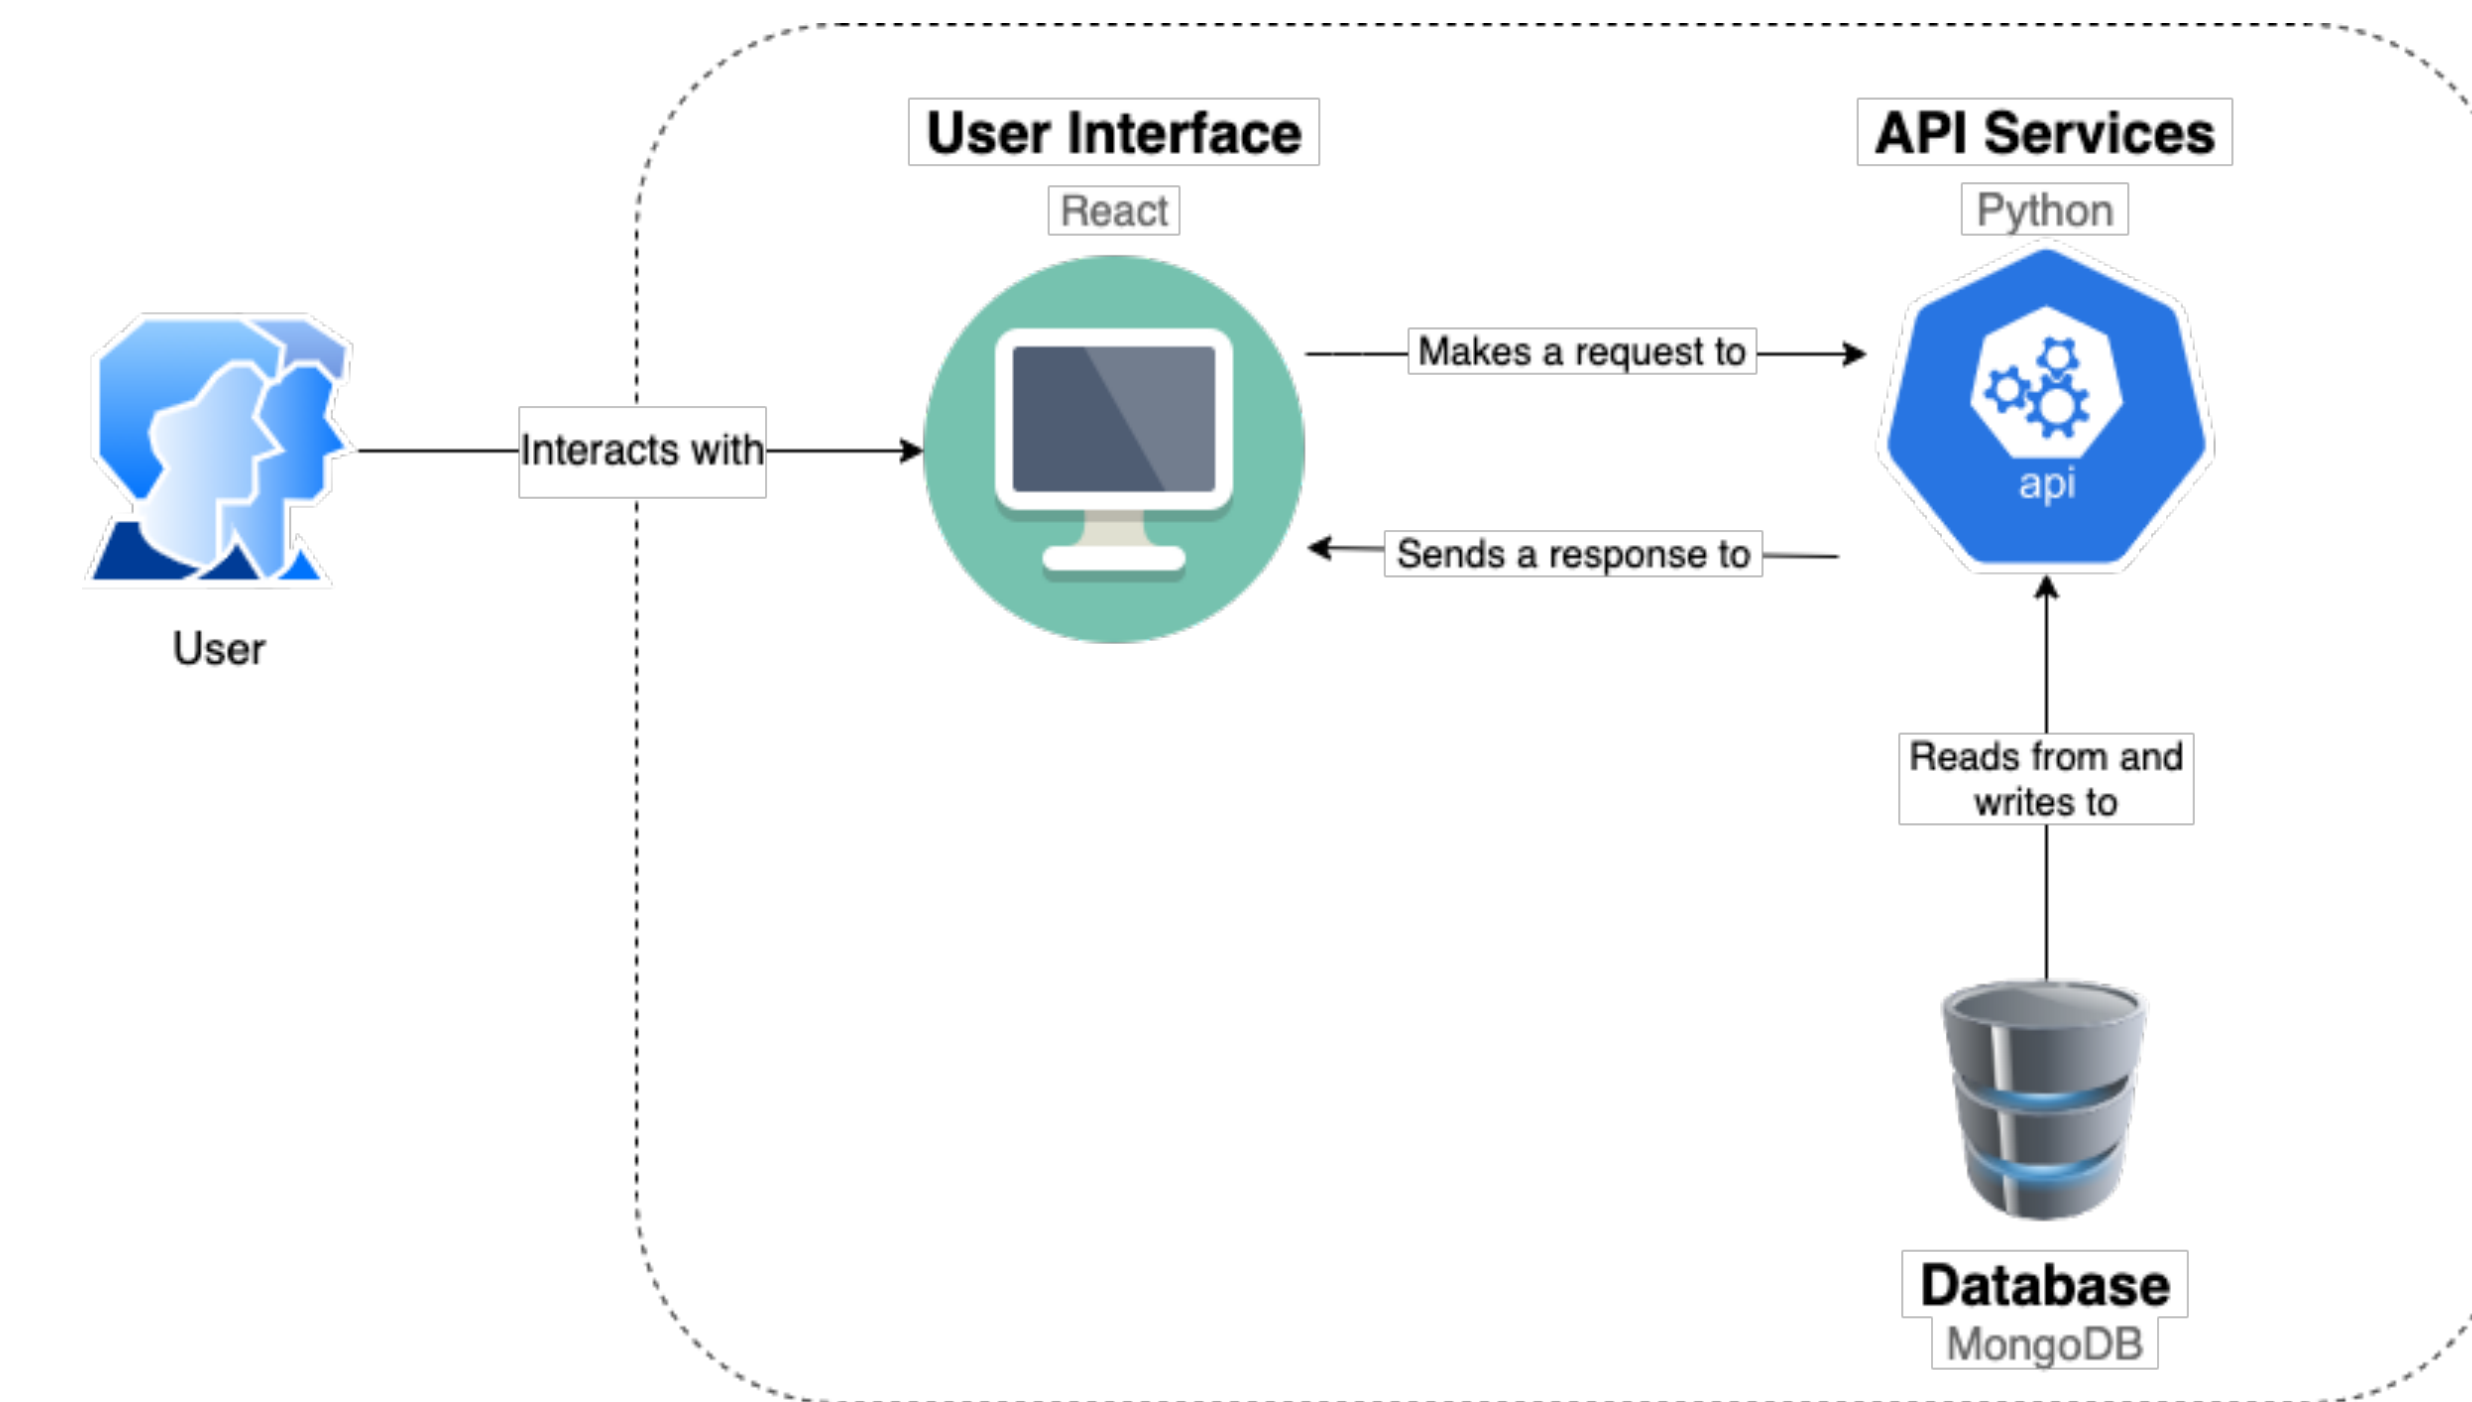 User Interface
React
API Services
Python
api
Makes a request to
Interacts with
Sends a response to
User
Reads from and
writes to
Database
MongoDB